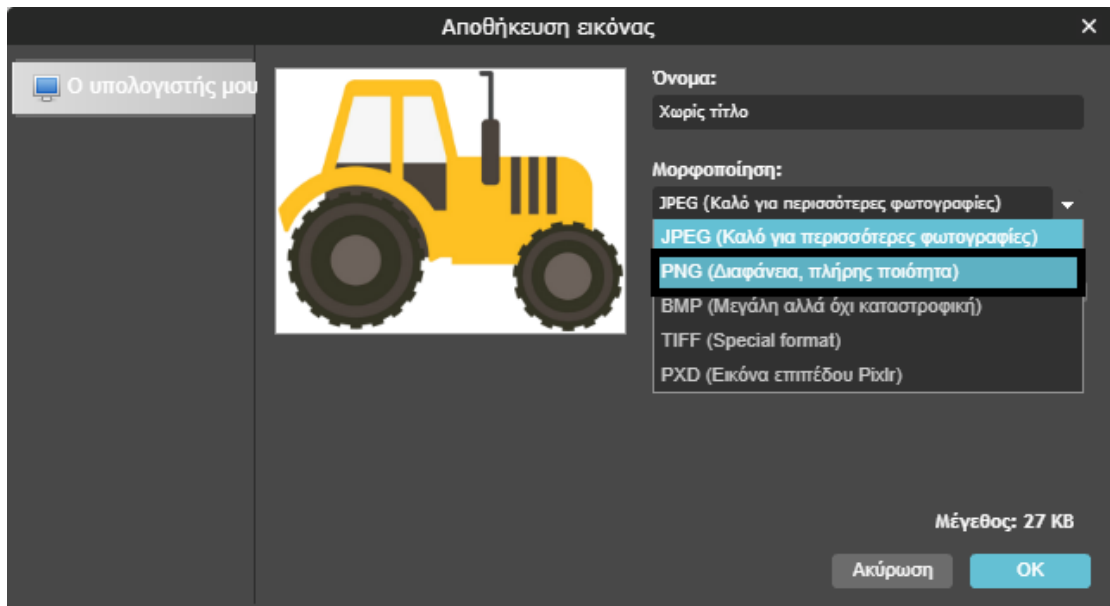 Αποθήκευση εικόνας ×
Ο υπολογιστής μου
Όνομα:
Χωρίς τίτλο
Μορφοποίηση:
JPEG (Καλό για περισσότερες φωτογραφίες)
JPEG (Καλό για περισσότερες φωτογραφίες)
PNG (Διαφάνεια, πλήρης ποιότητα)
BMP (Μεγάλη αλλά όχι καταστροφική)
TIFF (Special format)
PXD (Εικόνα επιπέδου Pixlr)
Μέγεθος: 27 KB
Ακύρωση OK